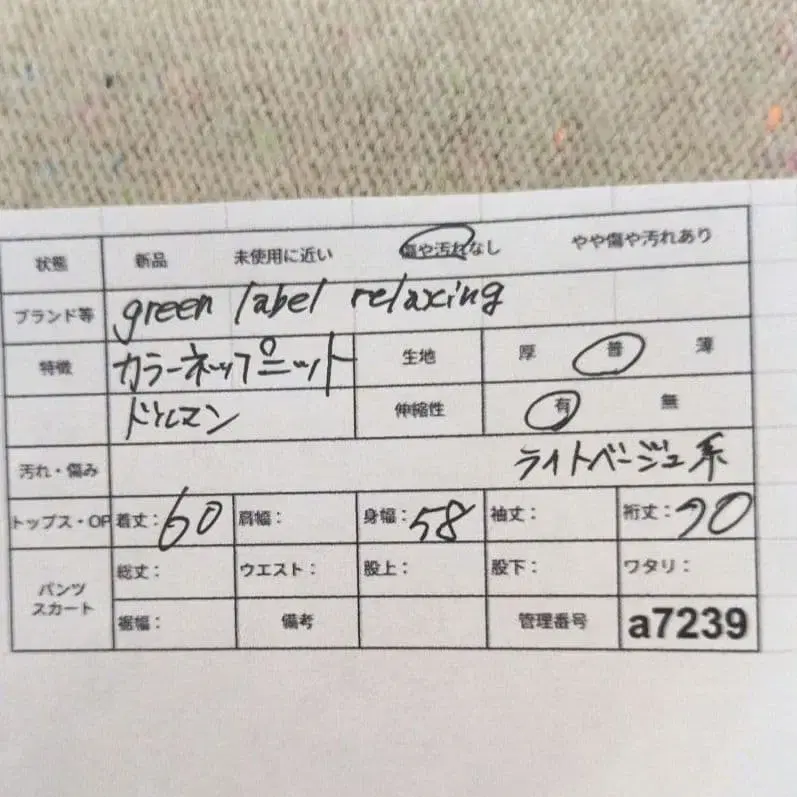 状態 新品 未使用に近い 傷や汚れなし やや傷や汚れあり
ブランド等 green label relaxing
特徴 カラーネップニット 生地 厚 普 薄
ドルマン 伸縮性 有 無
汚れ・傷み ライトベージュ系
トップス・OP 着丈：60 肩幅： 身幅：58 袖丈： 裄丈：70
パンツ スカート 総丈： ウエスト： 股上： 股下： ワタリ：
裾幅： 備考 管理番号 a7239